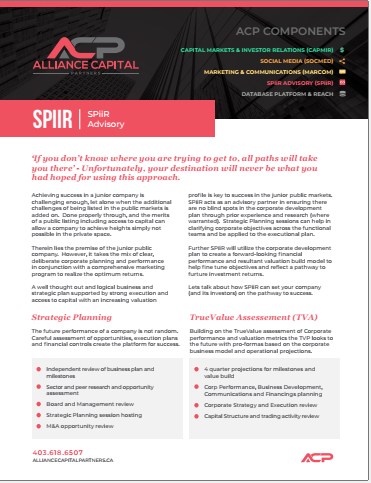 ACP COMPONENTS
ACP
ALLIANCE CAPITAL
PARTNERS
CAPITAL MARKETS & INVESTOR RELATIONS (CAPMIR)
SOCIAL MEDIA (SOCMED)
MARKETING & COMMUNICATIONS (MARCOM)
SPIIR ADVISORY (SPIIR)
DATABASE PLATFORM & REACH
SPIIR
SPiiR
Advisory
'If you don't know where you are trying to get to, all paths will take
you there' - Unfortunately, your destination will never be what you
had hoped for using this approach.
Achieving success in a junior company is
challenging enough, let alone when the additional
challenges of being listed in the public markets is
added on. Done properly through, and the merits
of a public listing including access to capital can
allow a company to achieve heights simply not
possible in the private space.
Therein lies the premise of the junior public
company. However, it takes the mix of clear,
deliberate corporate planning and performance
in conjunction with a comprehensive marketing
program to realize the optimum returns.
A well thought out and logical business and
strategic plan supported by strong execution and
access to capital with an increasing valuation
profile is key to success in the junior public markets.
SPiiR acts as an advisory partner in ensuring there
are no blind spots in the corporate development
plan through prior experience and research (where
warranted). Strategic Planning sessions can help in
clarifying corporate objectives across the functional
teams and be applied to the executional plan.
Further SPiiR will utilize the corporate development
plan to create a forward-looking financial
performance and resultant valuation build model to
help fine tune objectives and reflect a pathway to
furture investment returns.
Lets talk about how SPiiR can set your company
(and its investors) on the pathway to success.
Strategic Planning
The future performance of a company is not random.
Careful assessment of opportunities, execution plans
and financial controls create the platform for success.
Independent review of business plan and
milestones
Sector and peer research and opportunity
assessment
Board and Management review
Strategic Planning session hosting
M&A opportunity review
TrueValue Assessment (TVA)
Building on the TrueValue assessment of Corporate
performance and valuation metrics the TVP looks to
the future with pro-formas based on the corporate
business model and operational projections.
4 quarter projections for milestones and
value build
Corp Performance, Business Development,
Communications and Financings planning
Corporate Strategy and Execution review
Capital Structure and trading activity review
403.618.6507
ALLIANCECAPITALPARTNERS.CA
ACP